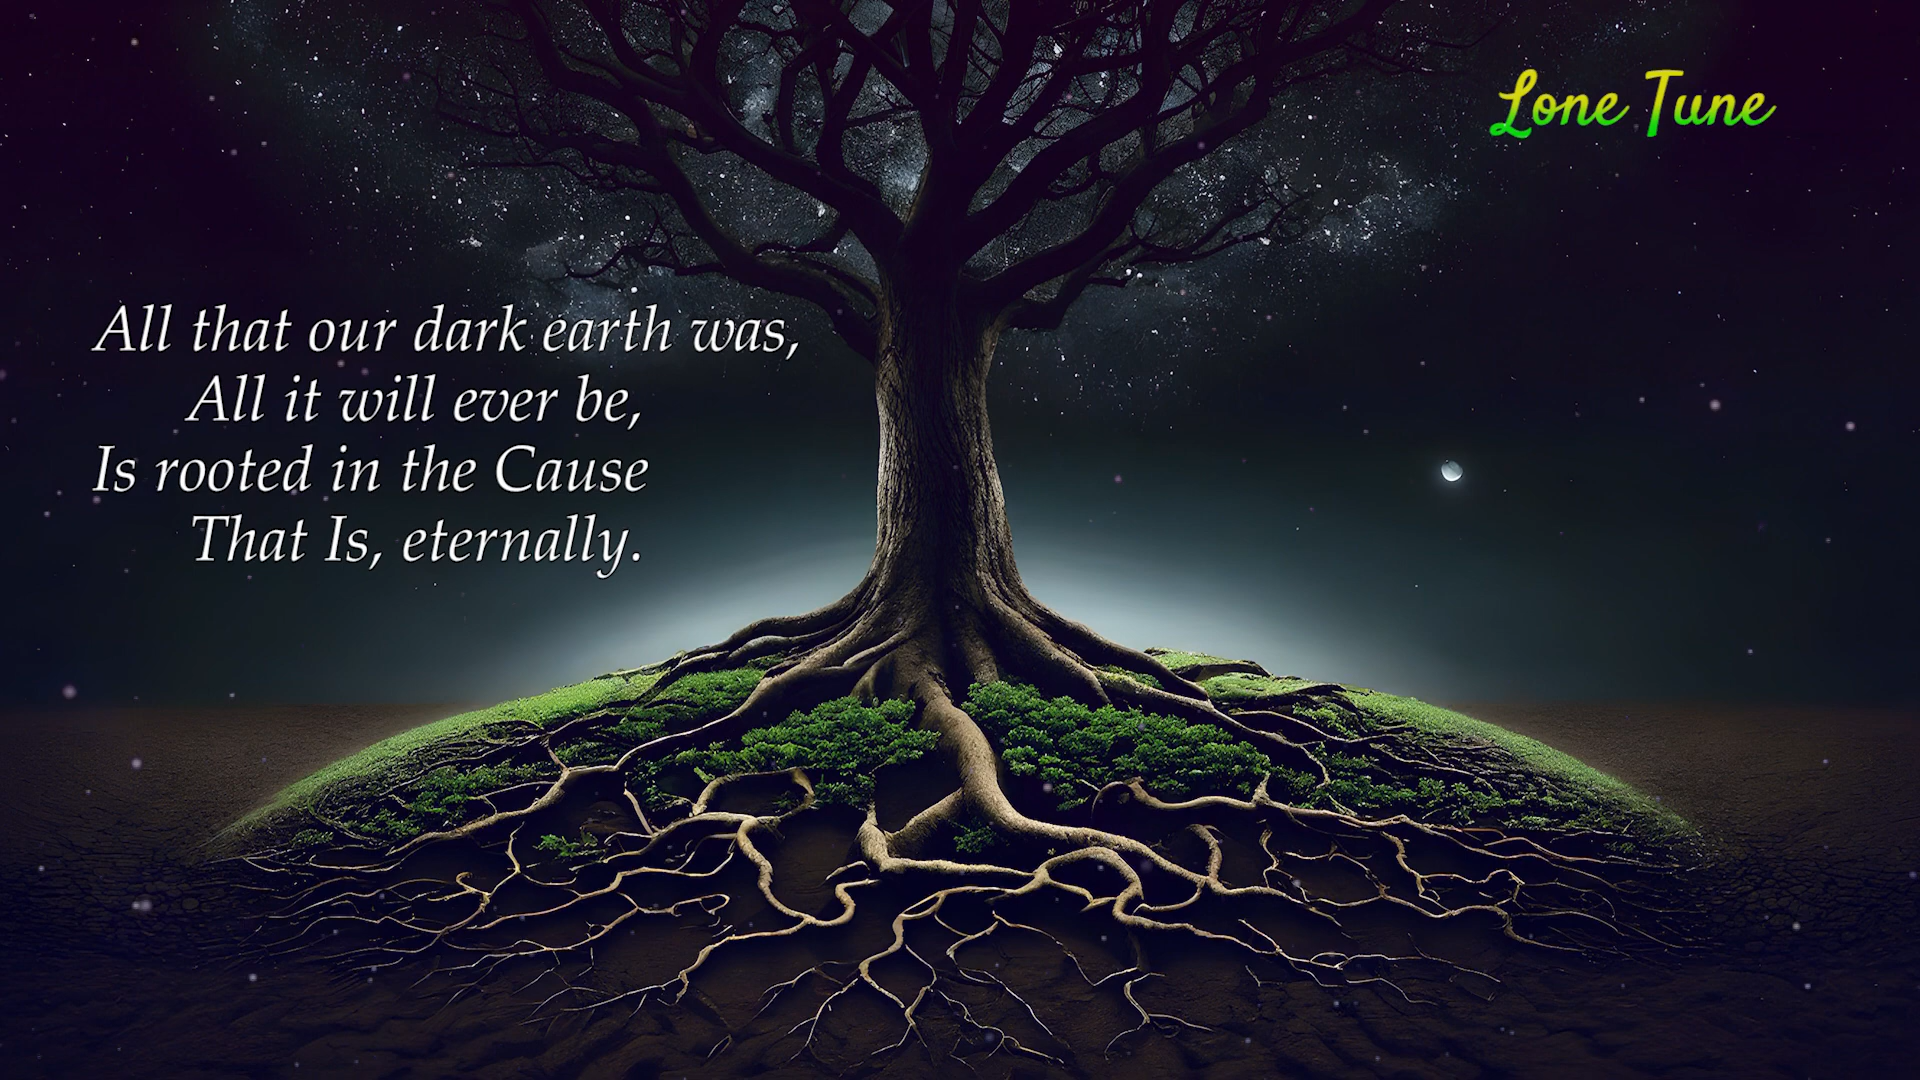 Lone Tune
All that our dark earth was,
All it will ever be,
Is rooted in the Cause
That Is, eternally.